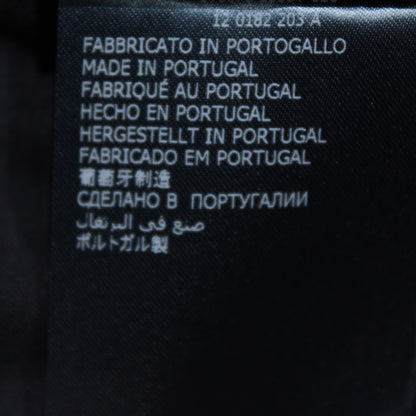 12 0182 203 A
FABBRICATO IN PORTOGALLO
MADE IN PORTUGAL
FABRIQUÉ AU PORTUGAL
HECHO EN PORTUGAL
HERGESTELLT IN PORTUGAL
FABRICADO EM PORTUGAL
葡萄牙制造
СДЕЛАНО В ПОРТУГАЛИИ
صنع في البرتغال
ポルトガル製